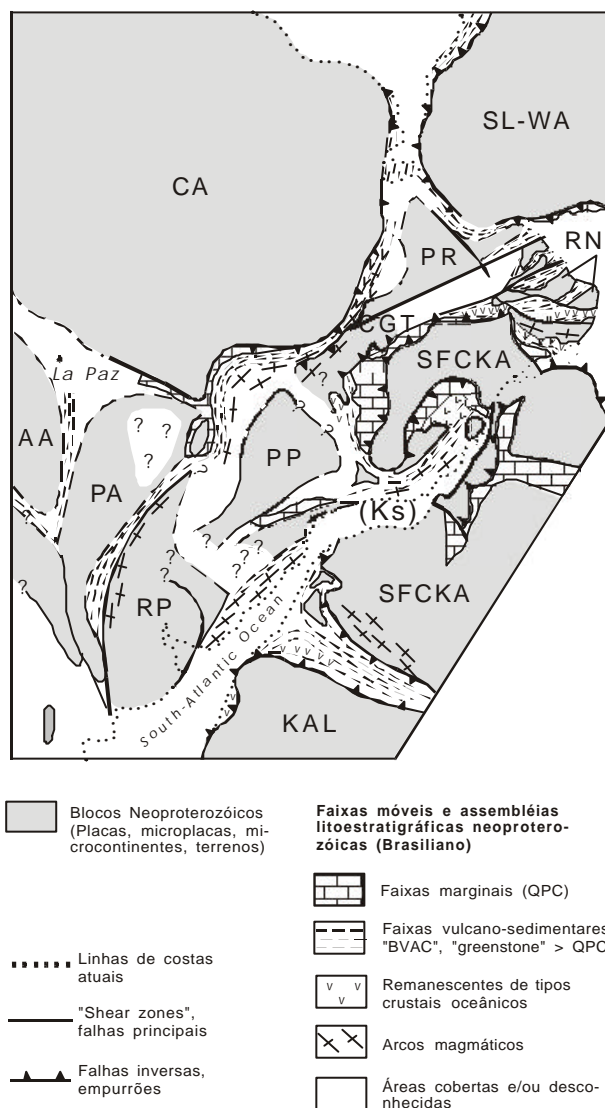 SL-WA
CA
RN
PR
CGT
La Paz
SFCKA
AA
? ?
?
?
?
PP
PA
?
?
(Ks)
?
?
? ?
?
RP
SFCKA
South-Atlantic Ocean
KAL
Blocos Neoproterozóicos
(Placas, microplacas, mi-
crocontinentes, terrenos)
Linhas de costas
atuais
"Shear zones",
falhas principais
Falhas inversas,
empurrões
Faixas móveis e assembléias
litoestratigráficas neoprotero-
zóicas (Brasiliano)
Faixas marginais (QPC)
Faixas vulcano-sedimentares
"BVAC", "greenstone" > QPC
v v
v
Remanescentes de tipos
crustais oceânicos
Arcos magmáticos
Áreas cobertas e/ou desco-
nhecidas